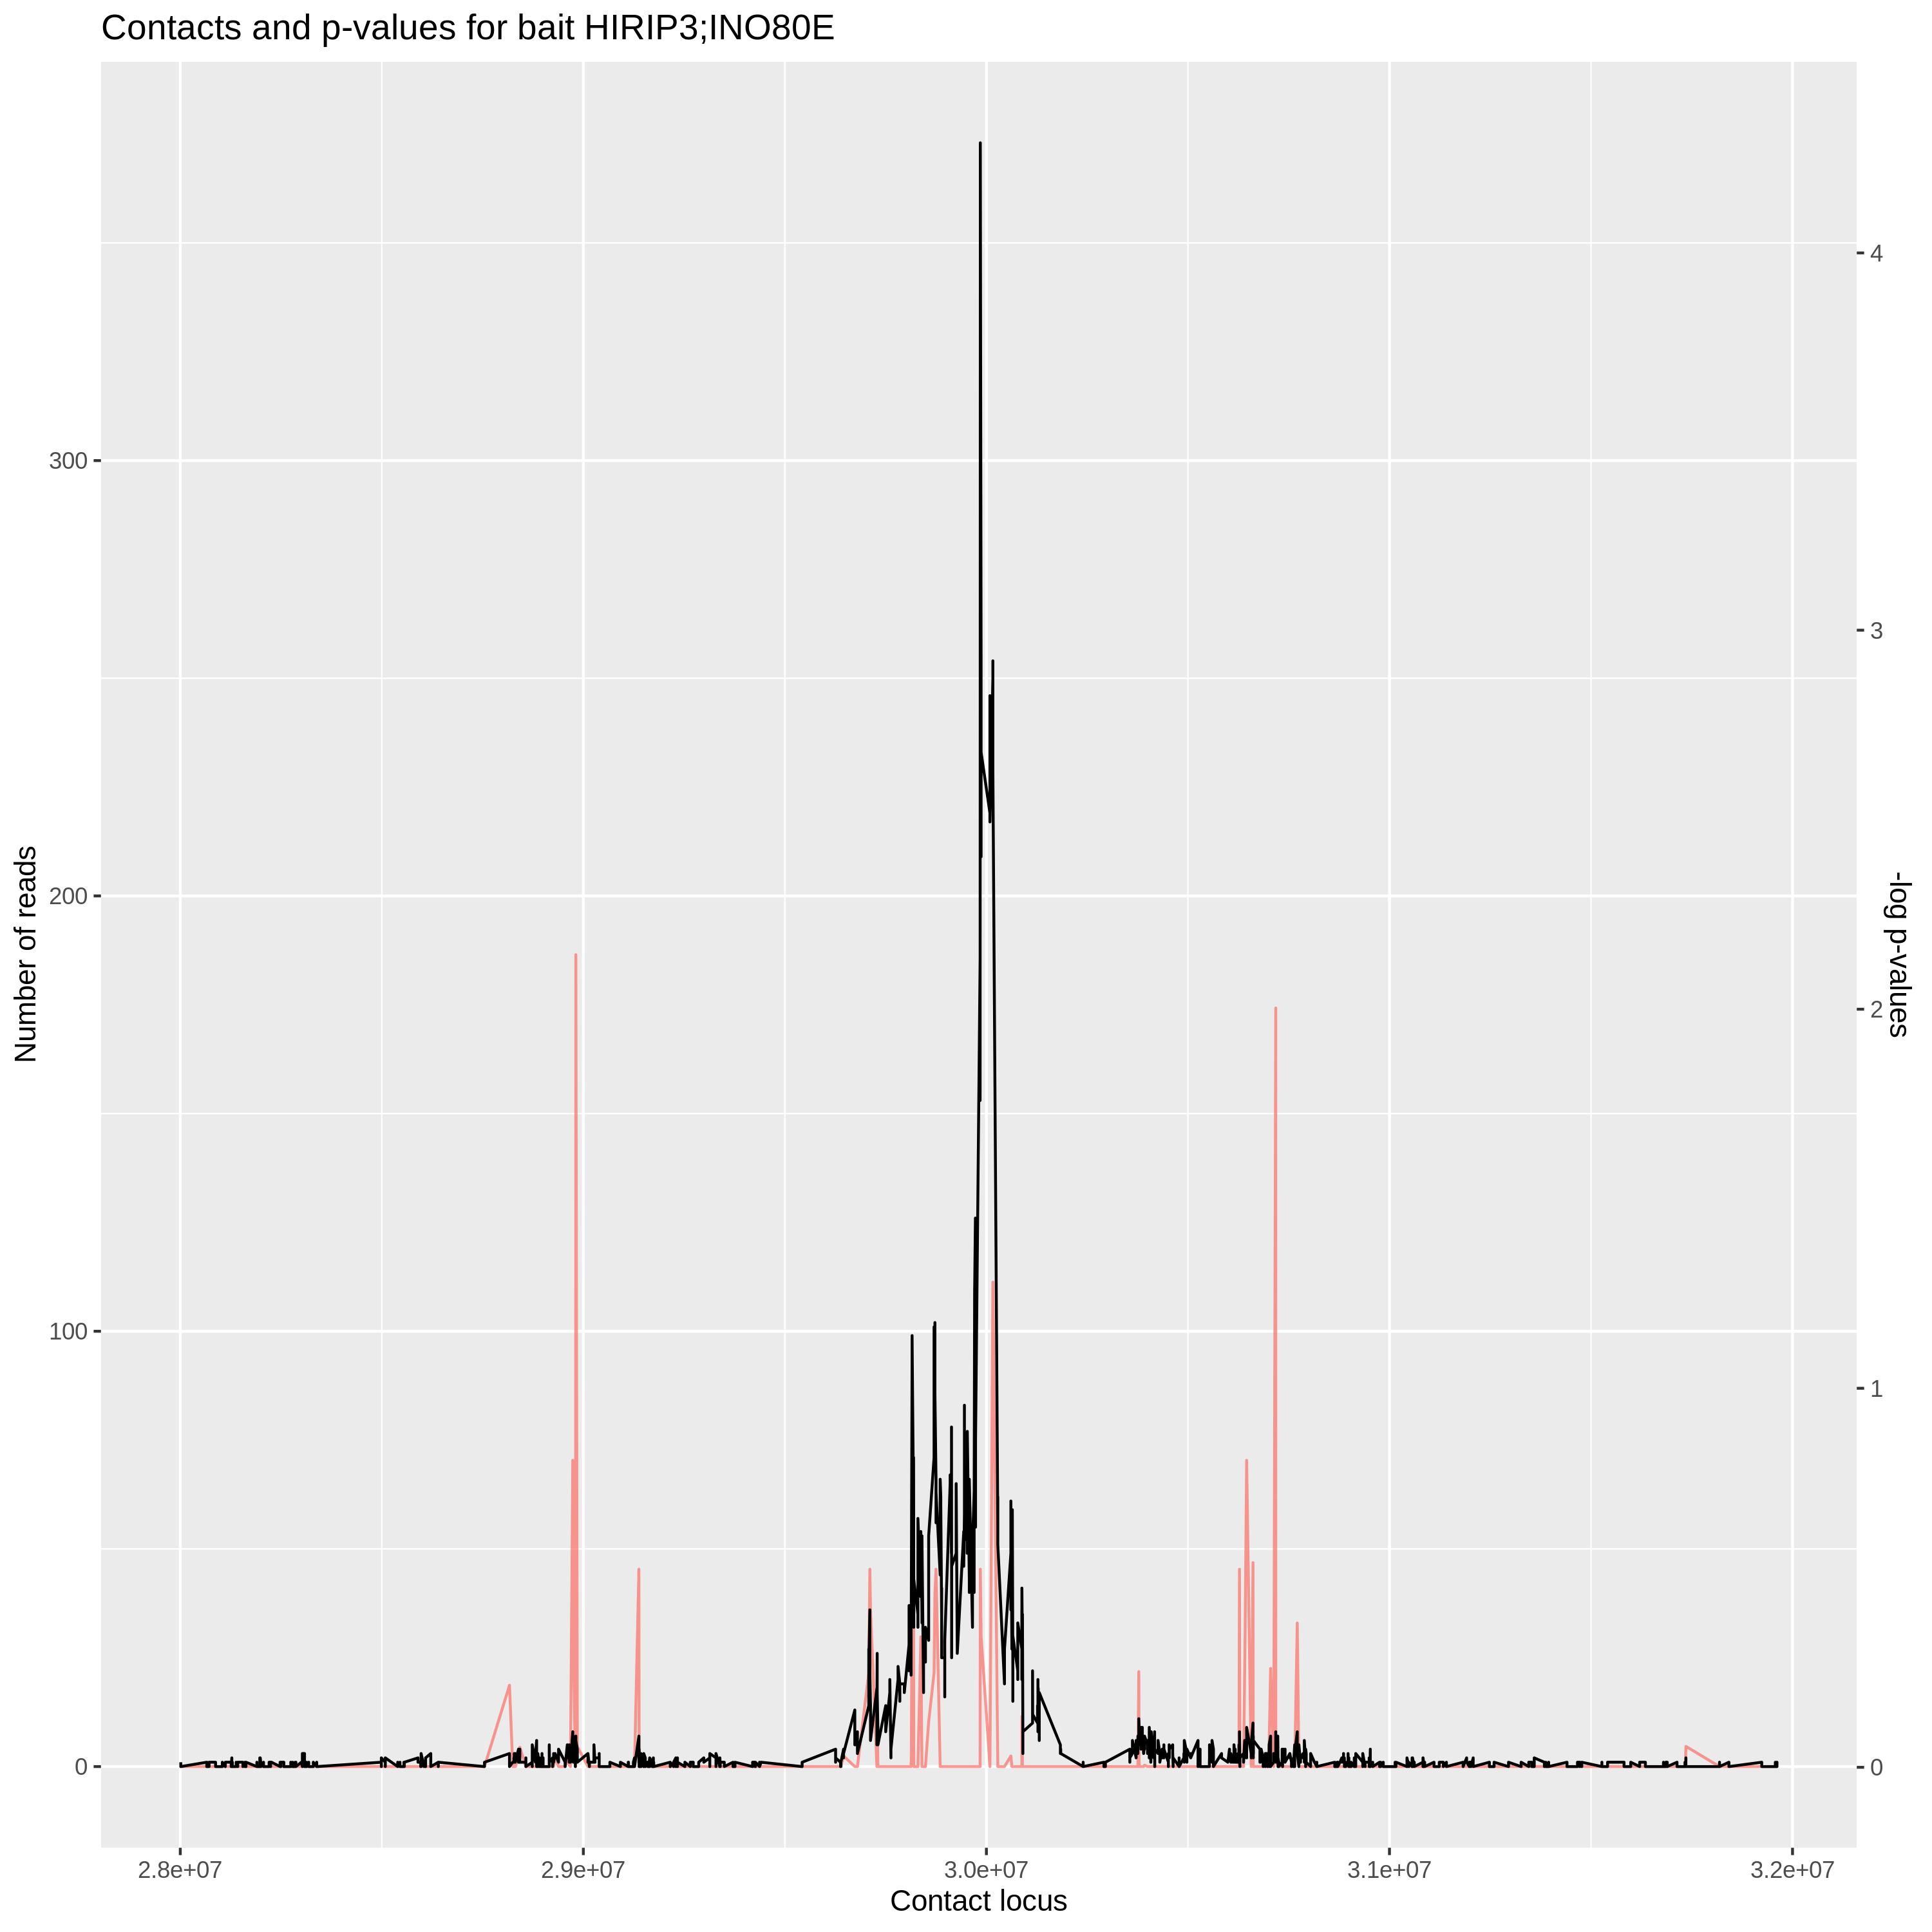 Contacts and p-values for bait HIRIP3;INO80E
300
200
100
0
Number of reads
4
3
2
1
0
-log p-values
2.8e+07 2.9e+07 3.0e+07 3.1e+07 3.2e+07
Contact locus